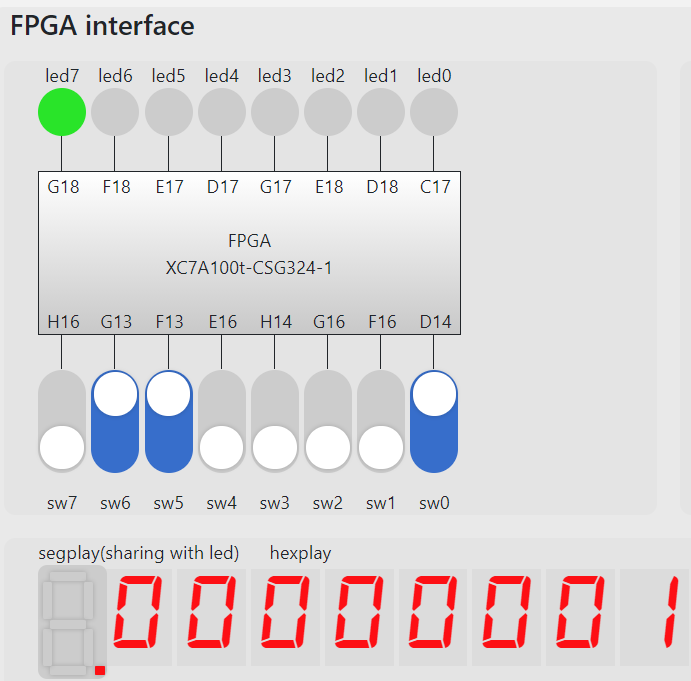 FPGA interface
led7 led6 led5 led4 led3 led2 led1 led0
G18 F18 E17 D17 G17 E18 D18 C17
FPGA
XC7A100t-CSG324-1
H16 G13 F13 E16 H14 G16 F16 D14
sw7 sw6 sw5 sw4 sw3 sw2 sw1 sw0
segplay(sharing with led) hexplay
0 0 0 0 0 0 0 1